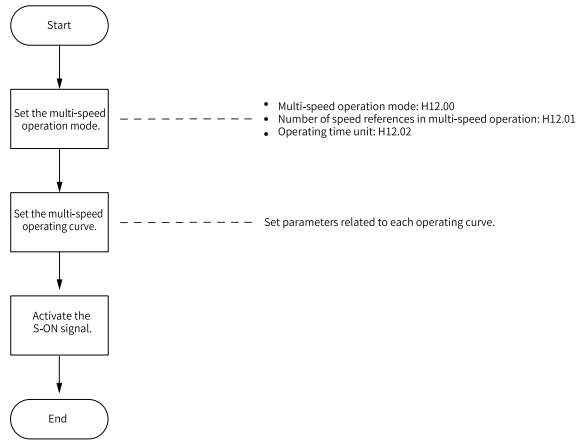 Start
Set the multi-speed
operation mode.
• Multi-speed operation mode: H12.00
• Number of speed references in multi-speed operation: H12.01
• Operating time unit: H12.02
Set the multi-speed
operating curve.
Set parameters related to each operating curve.
Activate the
S-ON signal.
End